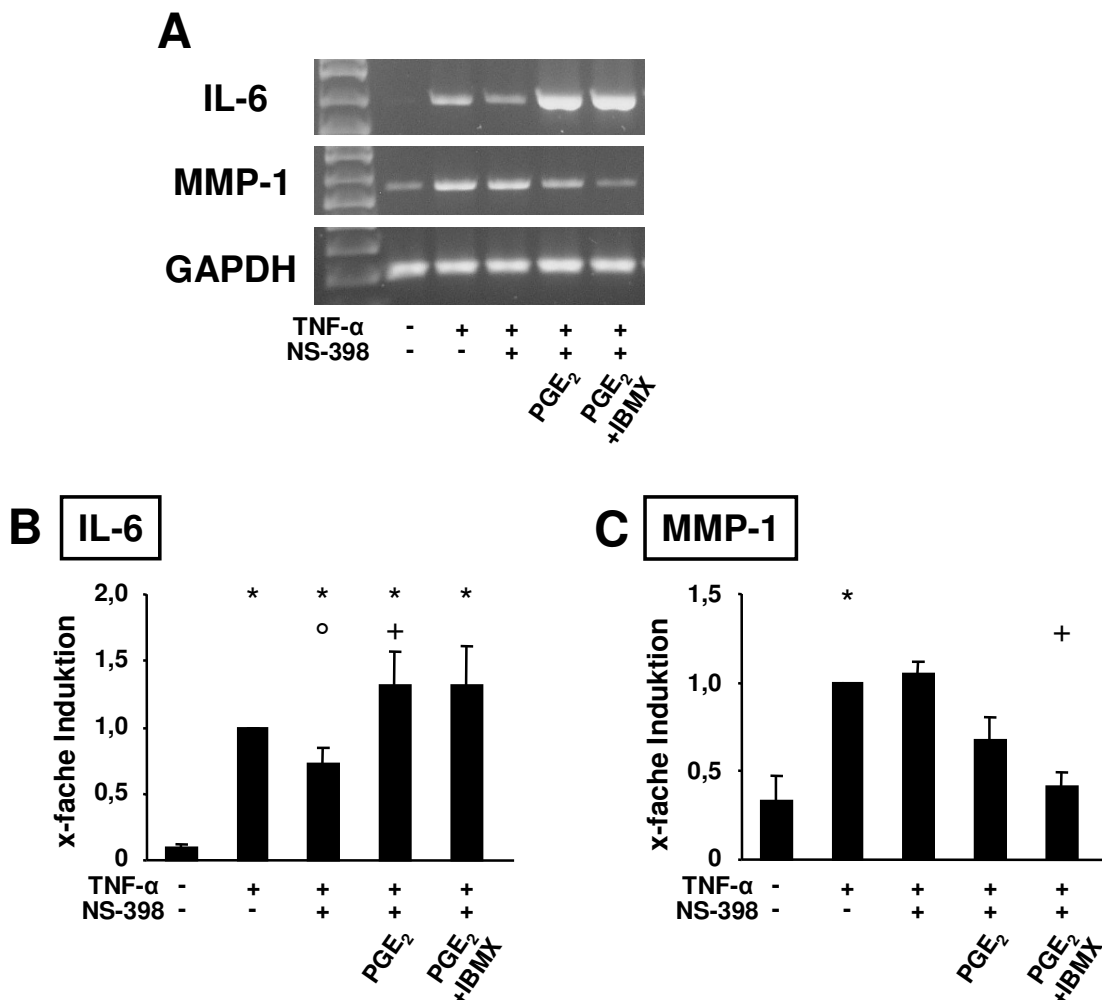 A
IL-6
MMP-1
GAPDH
TNF-α - + + + +
NS-398 - - + + +
PGE₂
PGE₂
+IBMX
B IL-6
x-fache Induktion
2,0
1,5
1,0
0,5
0
* * * *
° +
TNF-α - + + + +
NS-398 - - + + +
PGE₂
PGE₂
+IBMX
C MMP-1
x-fache Induktion
1,5
1,0
0,5
0
*
+
TNF-α - + + + +
NS-398 - - + + +
PGE₂
PGE₂
+IBMX